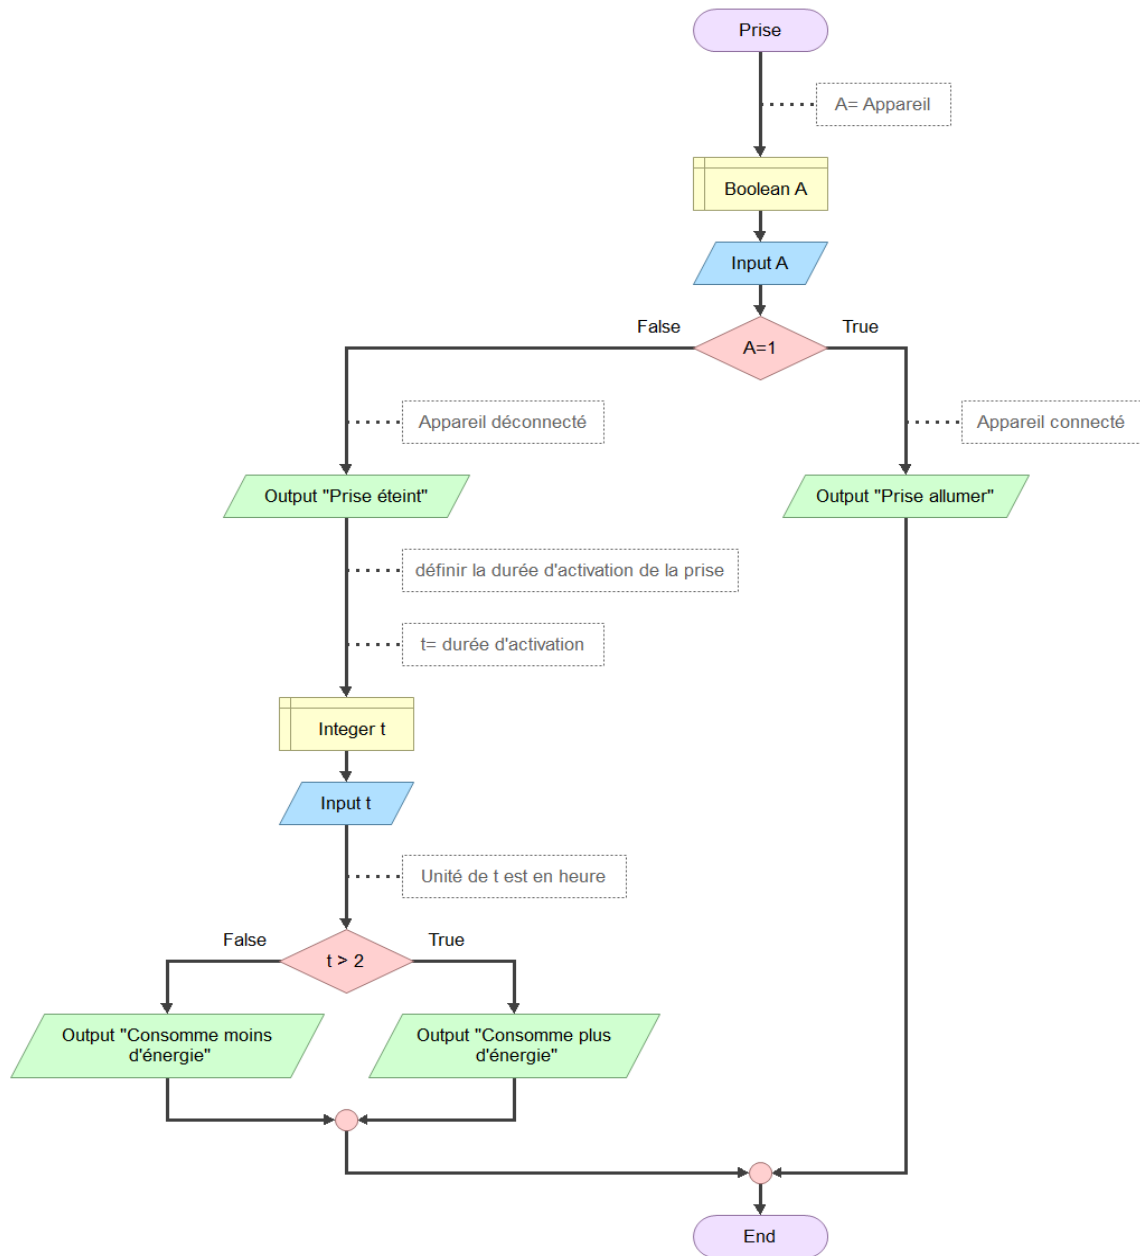 Prise
A= Appareil
Boolean A
Input A
False
True
A=1
Appareil déconnecté
Appareil connecté
Output "Prise éteint"
Output "Prise allumer"
définir la durée d'activation de la prise
t= durée d'activation
Integer t
Input t
Unité de t est en heure
False
True
t > 2
Output "Consomme moins
d'énergie"
Output "Consomme plus
d'énergie"
End